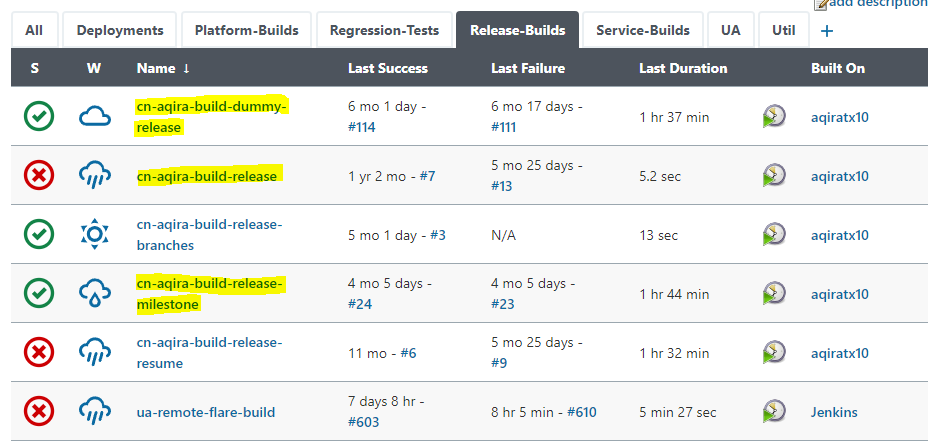 add description
All Deployments Platform-Builds Regression-Tests Release-Builds Service-Builds UA Util +
S W Name ↓ Last Success Last Failure Last Duration Built On
cn-aqira-build-dummy-
release
6 mo 1 day -
#114
6 mo 17 days -
#111
1 hr 37 min
aqiratx10
cn-aqira-build-release
1 yr 2 mo - #7
5 mo 25 days -
#13
5.2 sec
aqiratx10
cn-aqira-build-release-
branches
5 mo 1 day - #3
N/A
13 sec
aqiratx10
cn-aqira-build-release-
milestone
4 mo 5 days -
#24
4 mo 5 days -
#23
1 hr 44 min
aqiratx10
cn-aqira-build-release-
resume
11 mo - #6
5 mo 25 days -
#9
1 hr 32 min
aqiratx10
ua-remote-flare-build
7 days 8 hr -
#603
8 hr 5 min - #610
5 min 27 sec
Jenkins